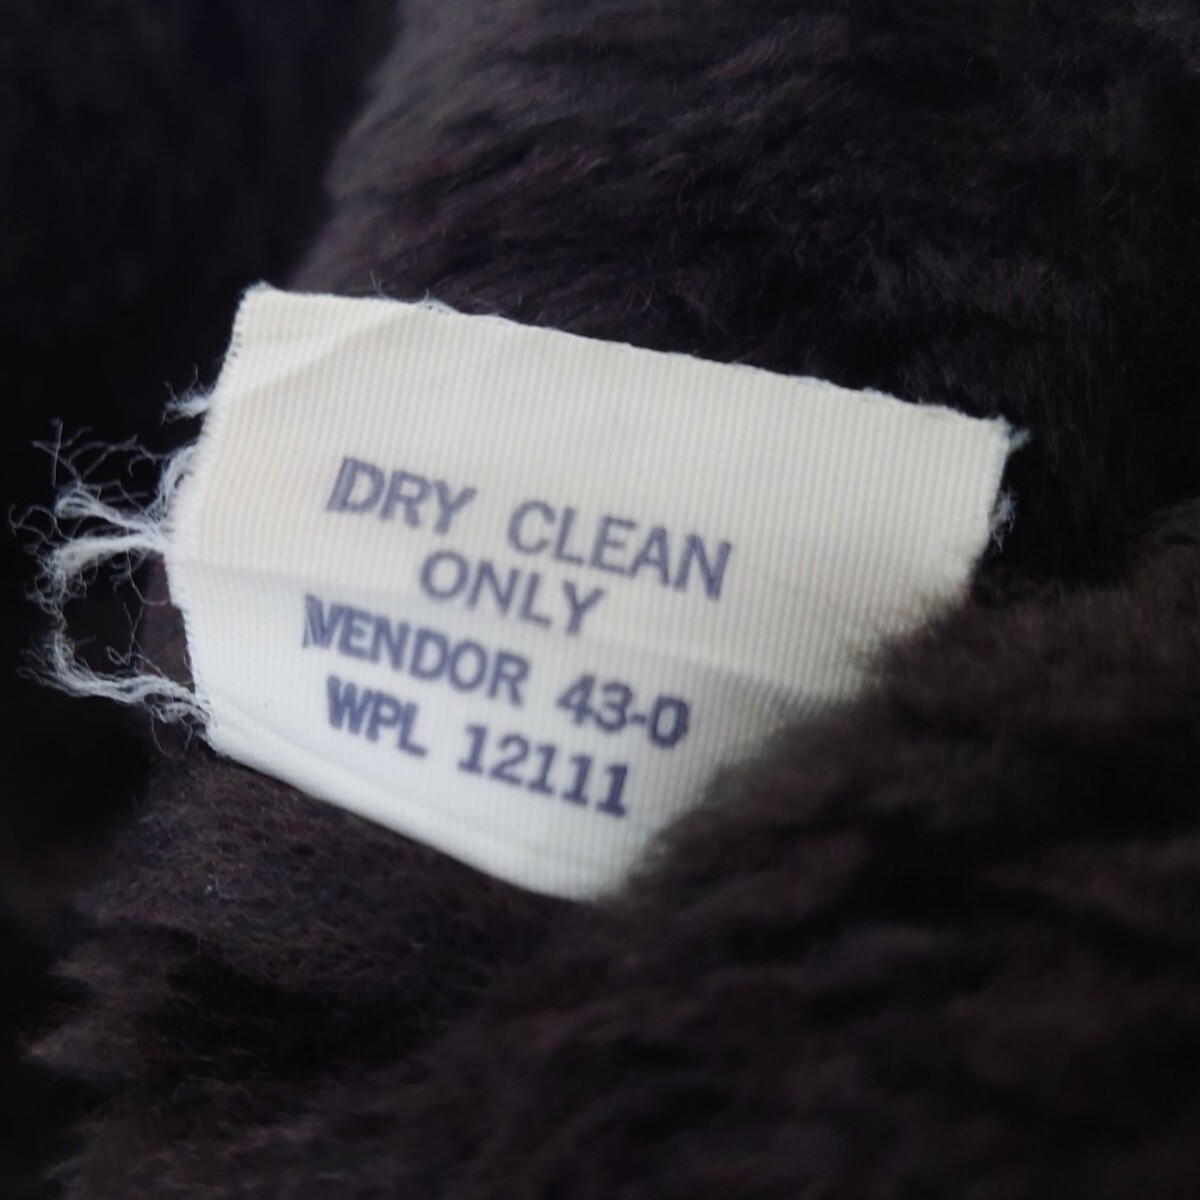 DRY CLEAN
ONLY
VENDOR 43-0
WPL 12111